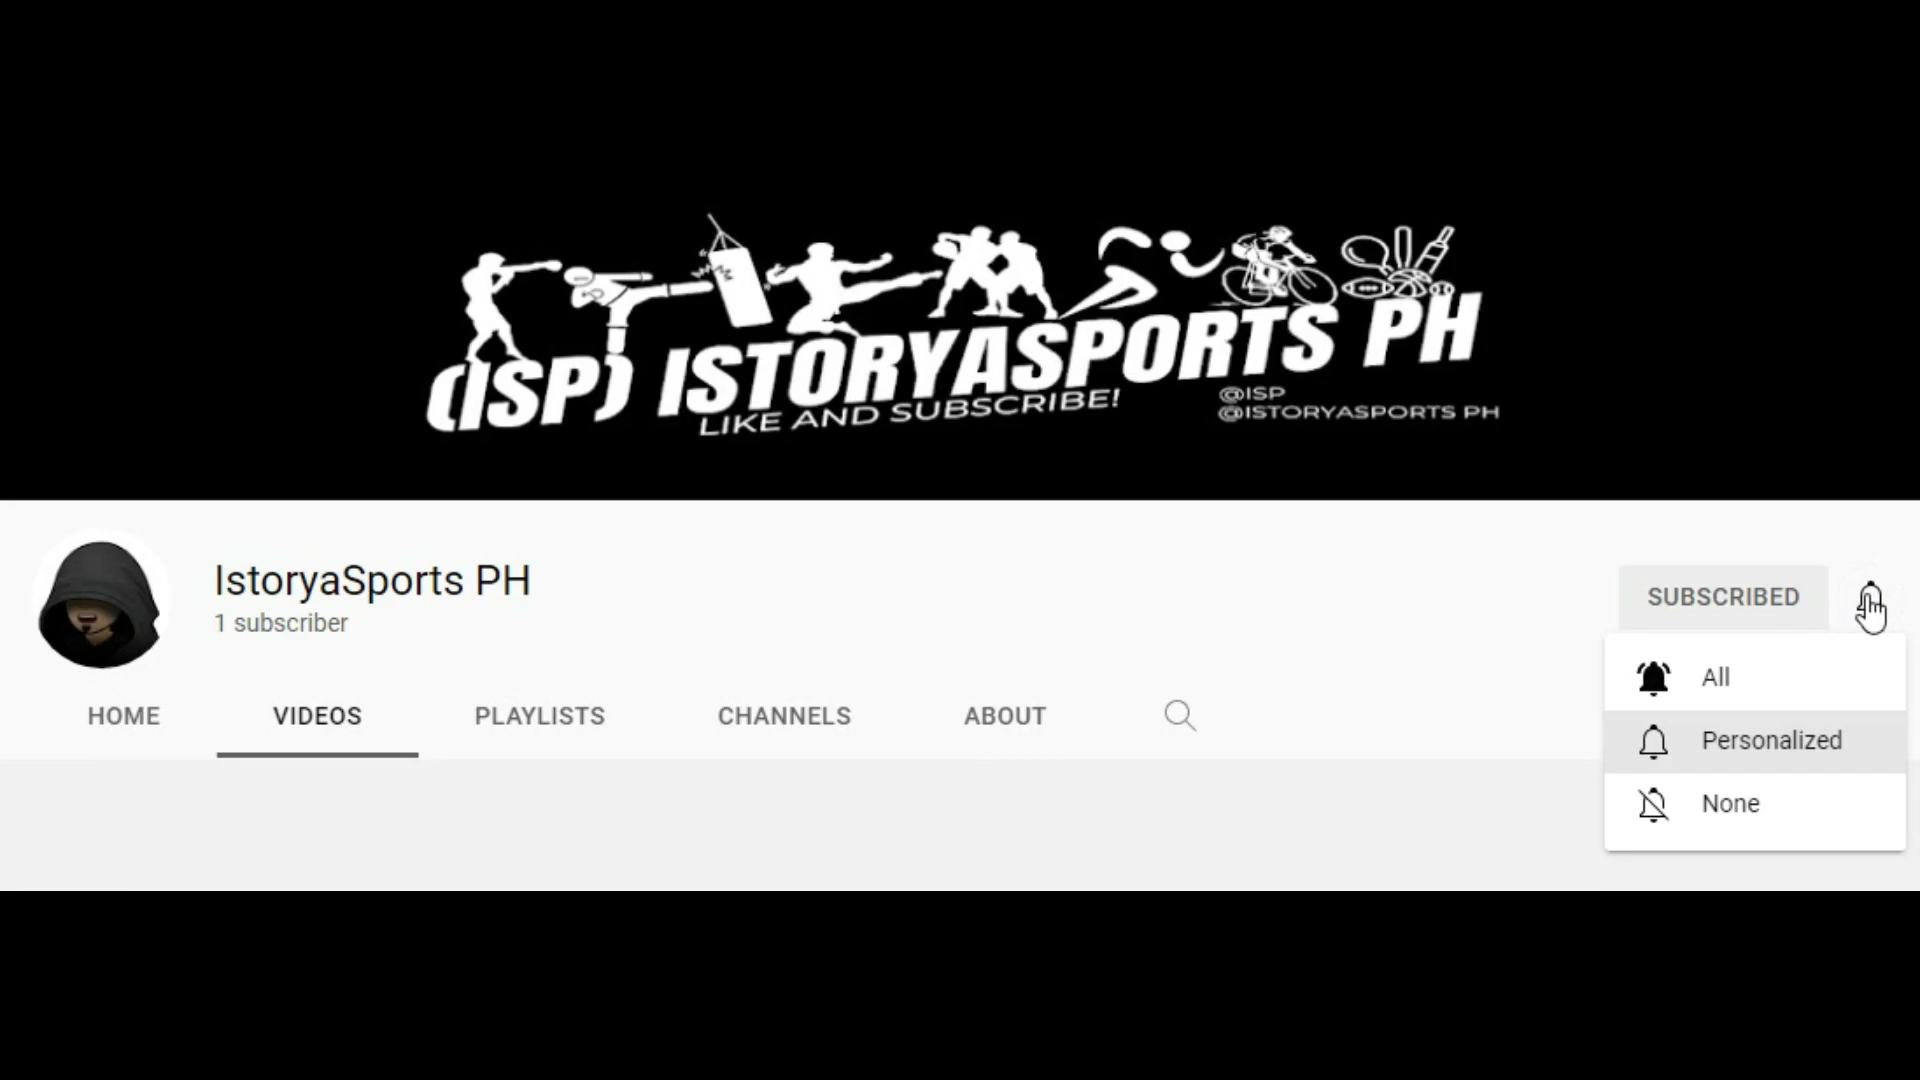 (ISP) ISTORYASPORTS PH
LIKE AND SUBSCRIBE!
@ISP
@ISTORYASPORTS PH
IstoryaSports PH
1 subscriber
SUBSCRIBED
HOME VIDEOS PLAYLISTS CHANNELS ABOUT
All
Personalized
None